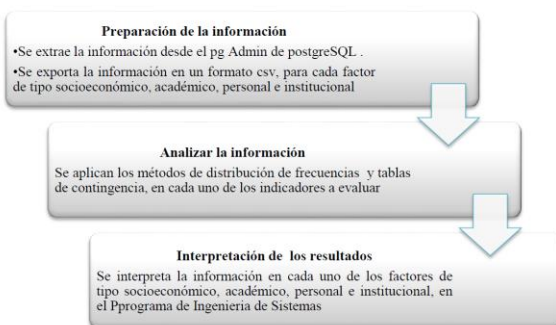 Preparación de la información
•Se extrae la información desde el pg Admin de postgreSQL .
•Se exporta la información en un formato csv, para cada factor
de tipo socioeconómico, académico, personal e institucional
Analizar la información
Se aplican los métodos de distribución de frecuencias y tablas
de contingencia, en cada uno de los indicadores a evaluar
Interpretación de los resultados
Se interpreta la información en cada uno de los factores de
tipo socioeconómico, académico, personal e institucional, en
el Pprograma de Ingenieria de Sistemas